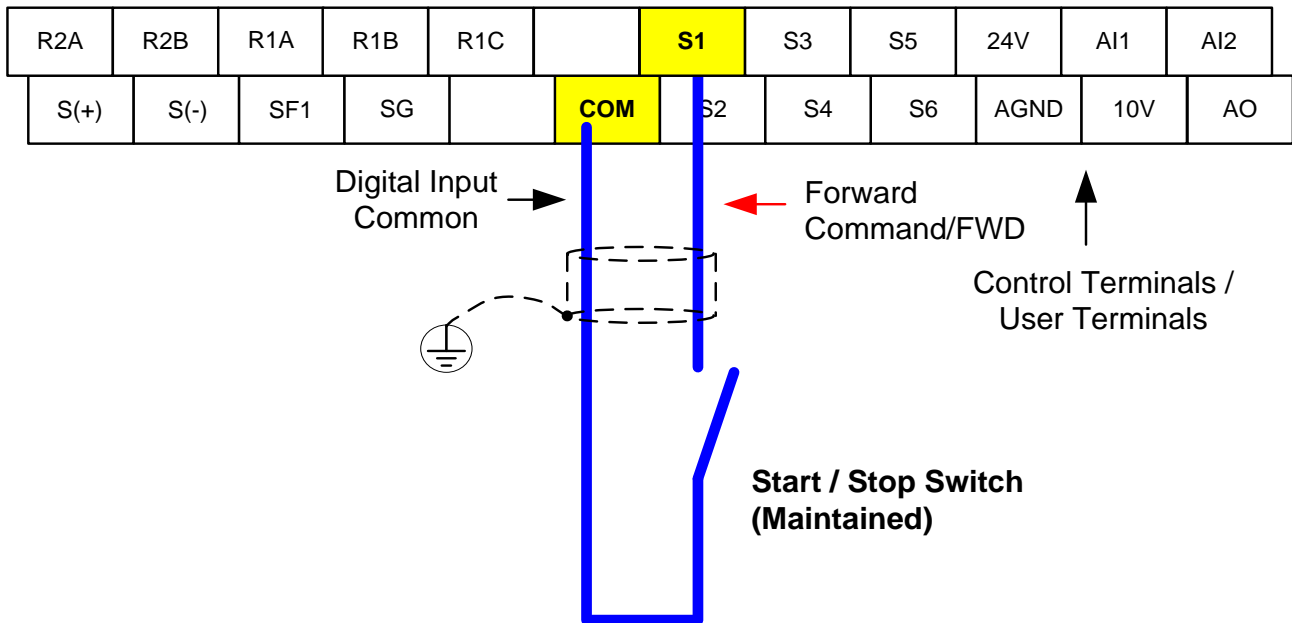 R2A R2B R1A R1B R1C S1 S3 S5 24V AI1 AI2
S(+) S(-) SF1 SG COM S2 S4 S6 AGND 10V AO
Digital Input
Common
Forward
Command/FWD
Control Terminals /
User Terminals
Start / Stop Switch
(Maintained)